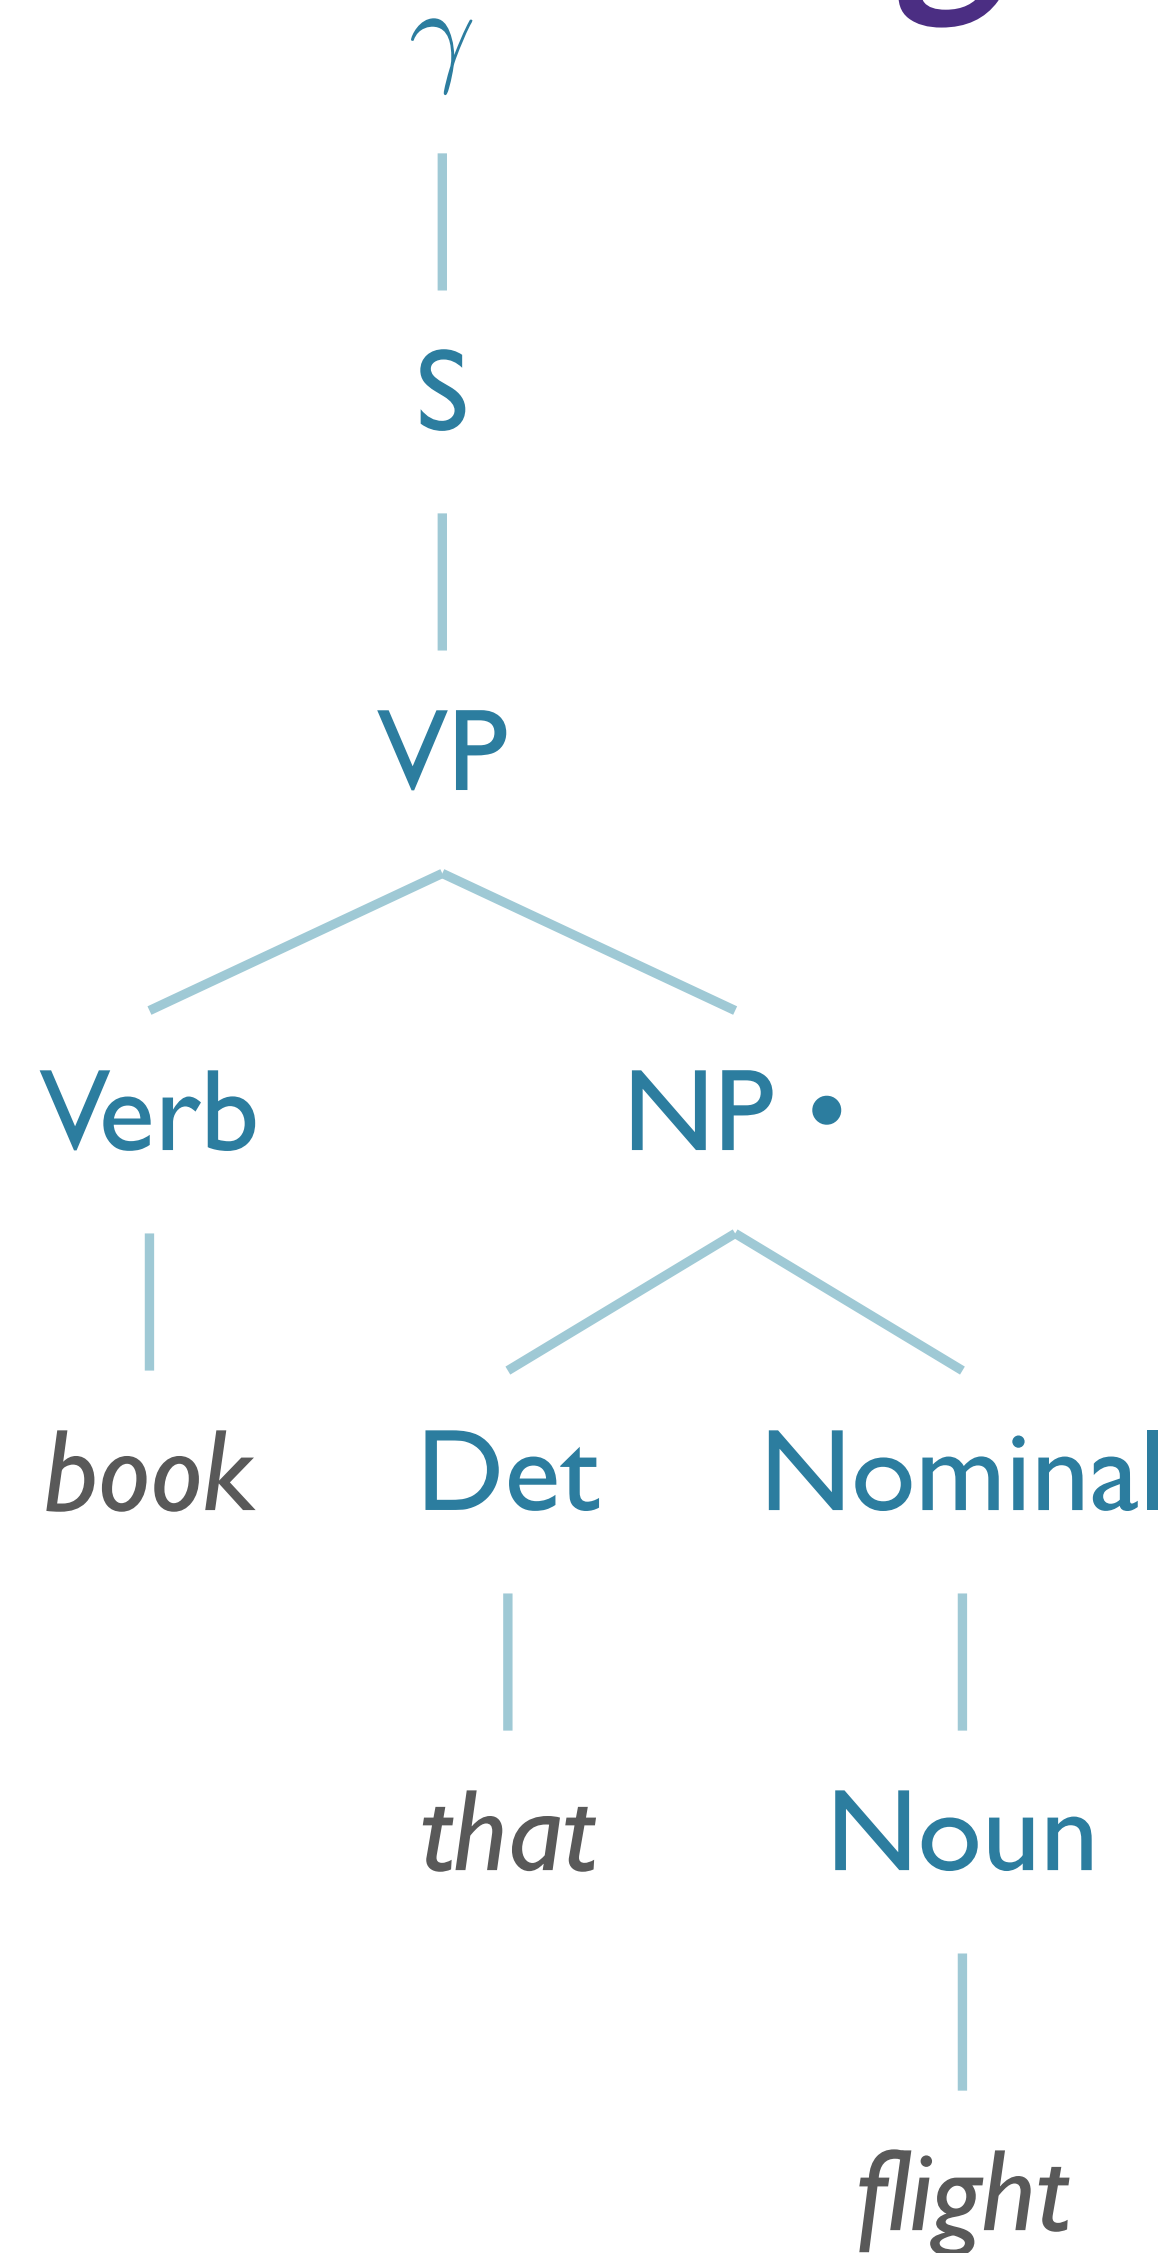 γ
S
VP
Verb NP •
book Det Nominal
that Noun
flight